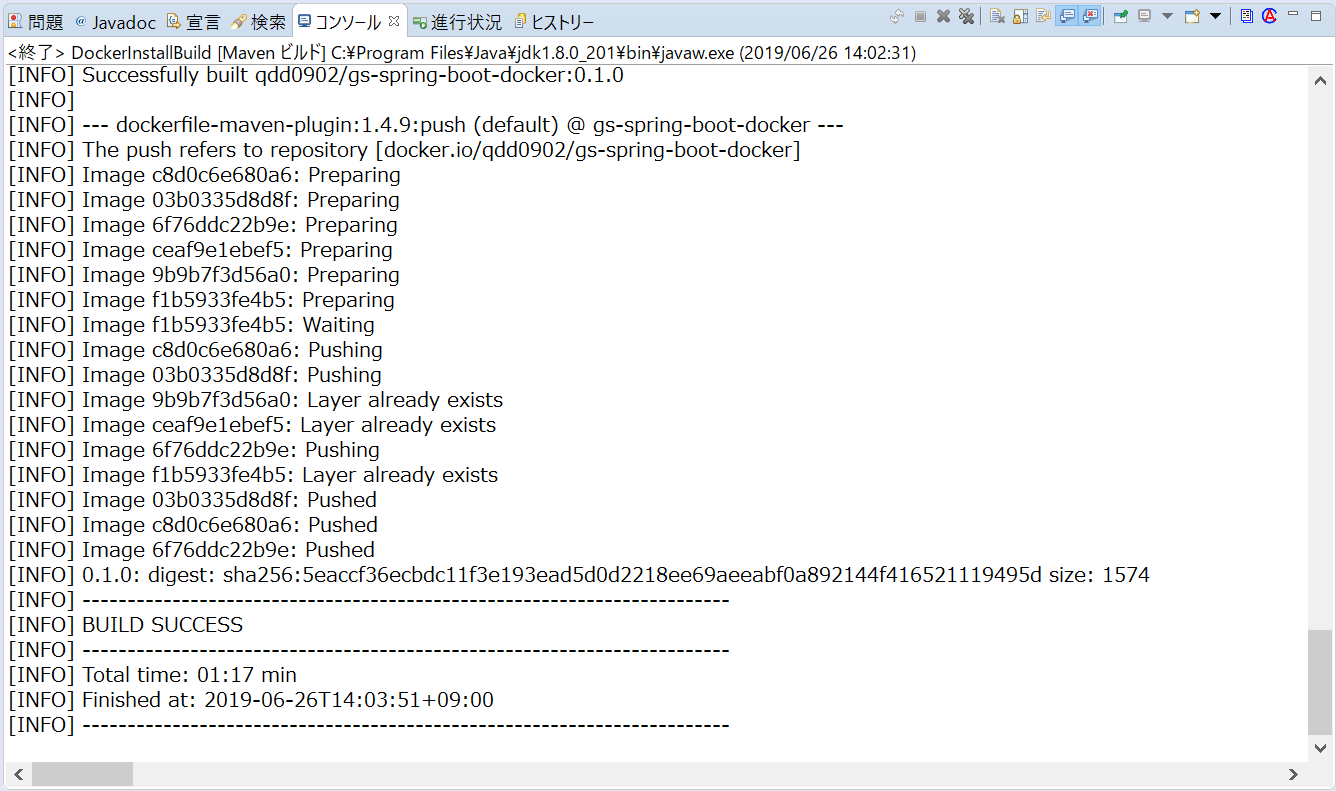 問題 @ Javadoc 宣言 検索 コンソール 進行状況 ヒストリー
<終了> DockerInstallBuild [Maven ビルド] C:¥Program Files¥Java¥jdk1.8.0_201¥bin¥javaw.exe (2019/06/26 14:02:31)
[INFO] Successfully built qdd0902/gs-spring-boot-docker:0.1.0
[INFO]
[INFO] --- dockerfile-maven-plugin:1.4.9:push (default) @ gs-spring-boot-docker ---
[INFO] The push refers to repository [docker.io/qdd0902/gs-spring-boot-docker]
[INFO] Image c8d0c6e680a6: Preparing
[INFO] Image 03b0335d8d8f: Preparing
[INFO] Image 6f76ddc22b9e: Preparing
[INFO] Image ceaf9e1ebef5: Preparing
[INFO] Image 9b9b7f3d56a0: Preparing
[INFO] Image f1b5933fe4b5: Preparing
[INFO] Image f1b5933fe4b5: Waiting
[INFO] Image c8d0c6e680a6: Pushing
[INFO] Image 03b0335d8d8f: Pushing
[INFO] Image 9b9b7f3d56a0: Layer already exists
[INFO] Image ceaf9e1ebef5: Layer already exists
[INFO] Image 6f76ddc22b9e: Pushing
[INFO] Image f1b5933fe4b5: Layer already exists
[INFO] Image 03b0335d8d8f: Pushed
[INFO] Image c8d0c6e680a6: Pushed
[INFO] Image 6f76ddc22b9e: Pushed
[INFO] 0.1.0: digest: sha256:5eaccf36ecbdc11f3e193ead5d0d2218ee69aeeabf0a892144f416521119495d size: 1574
[INFO] ------------------------------------------------------------------------
[INFO] BUILD SUCCESS
[INFO] ------------------------------------------------------------------------
[INFO] Total time: 01:17 min
[INFO] Finished at: 2019-06-26T14:03:51+09:00
[INFO] ------------------------------------------------------------------------